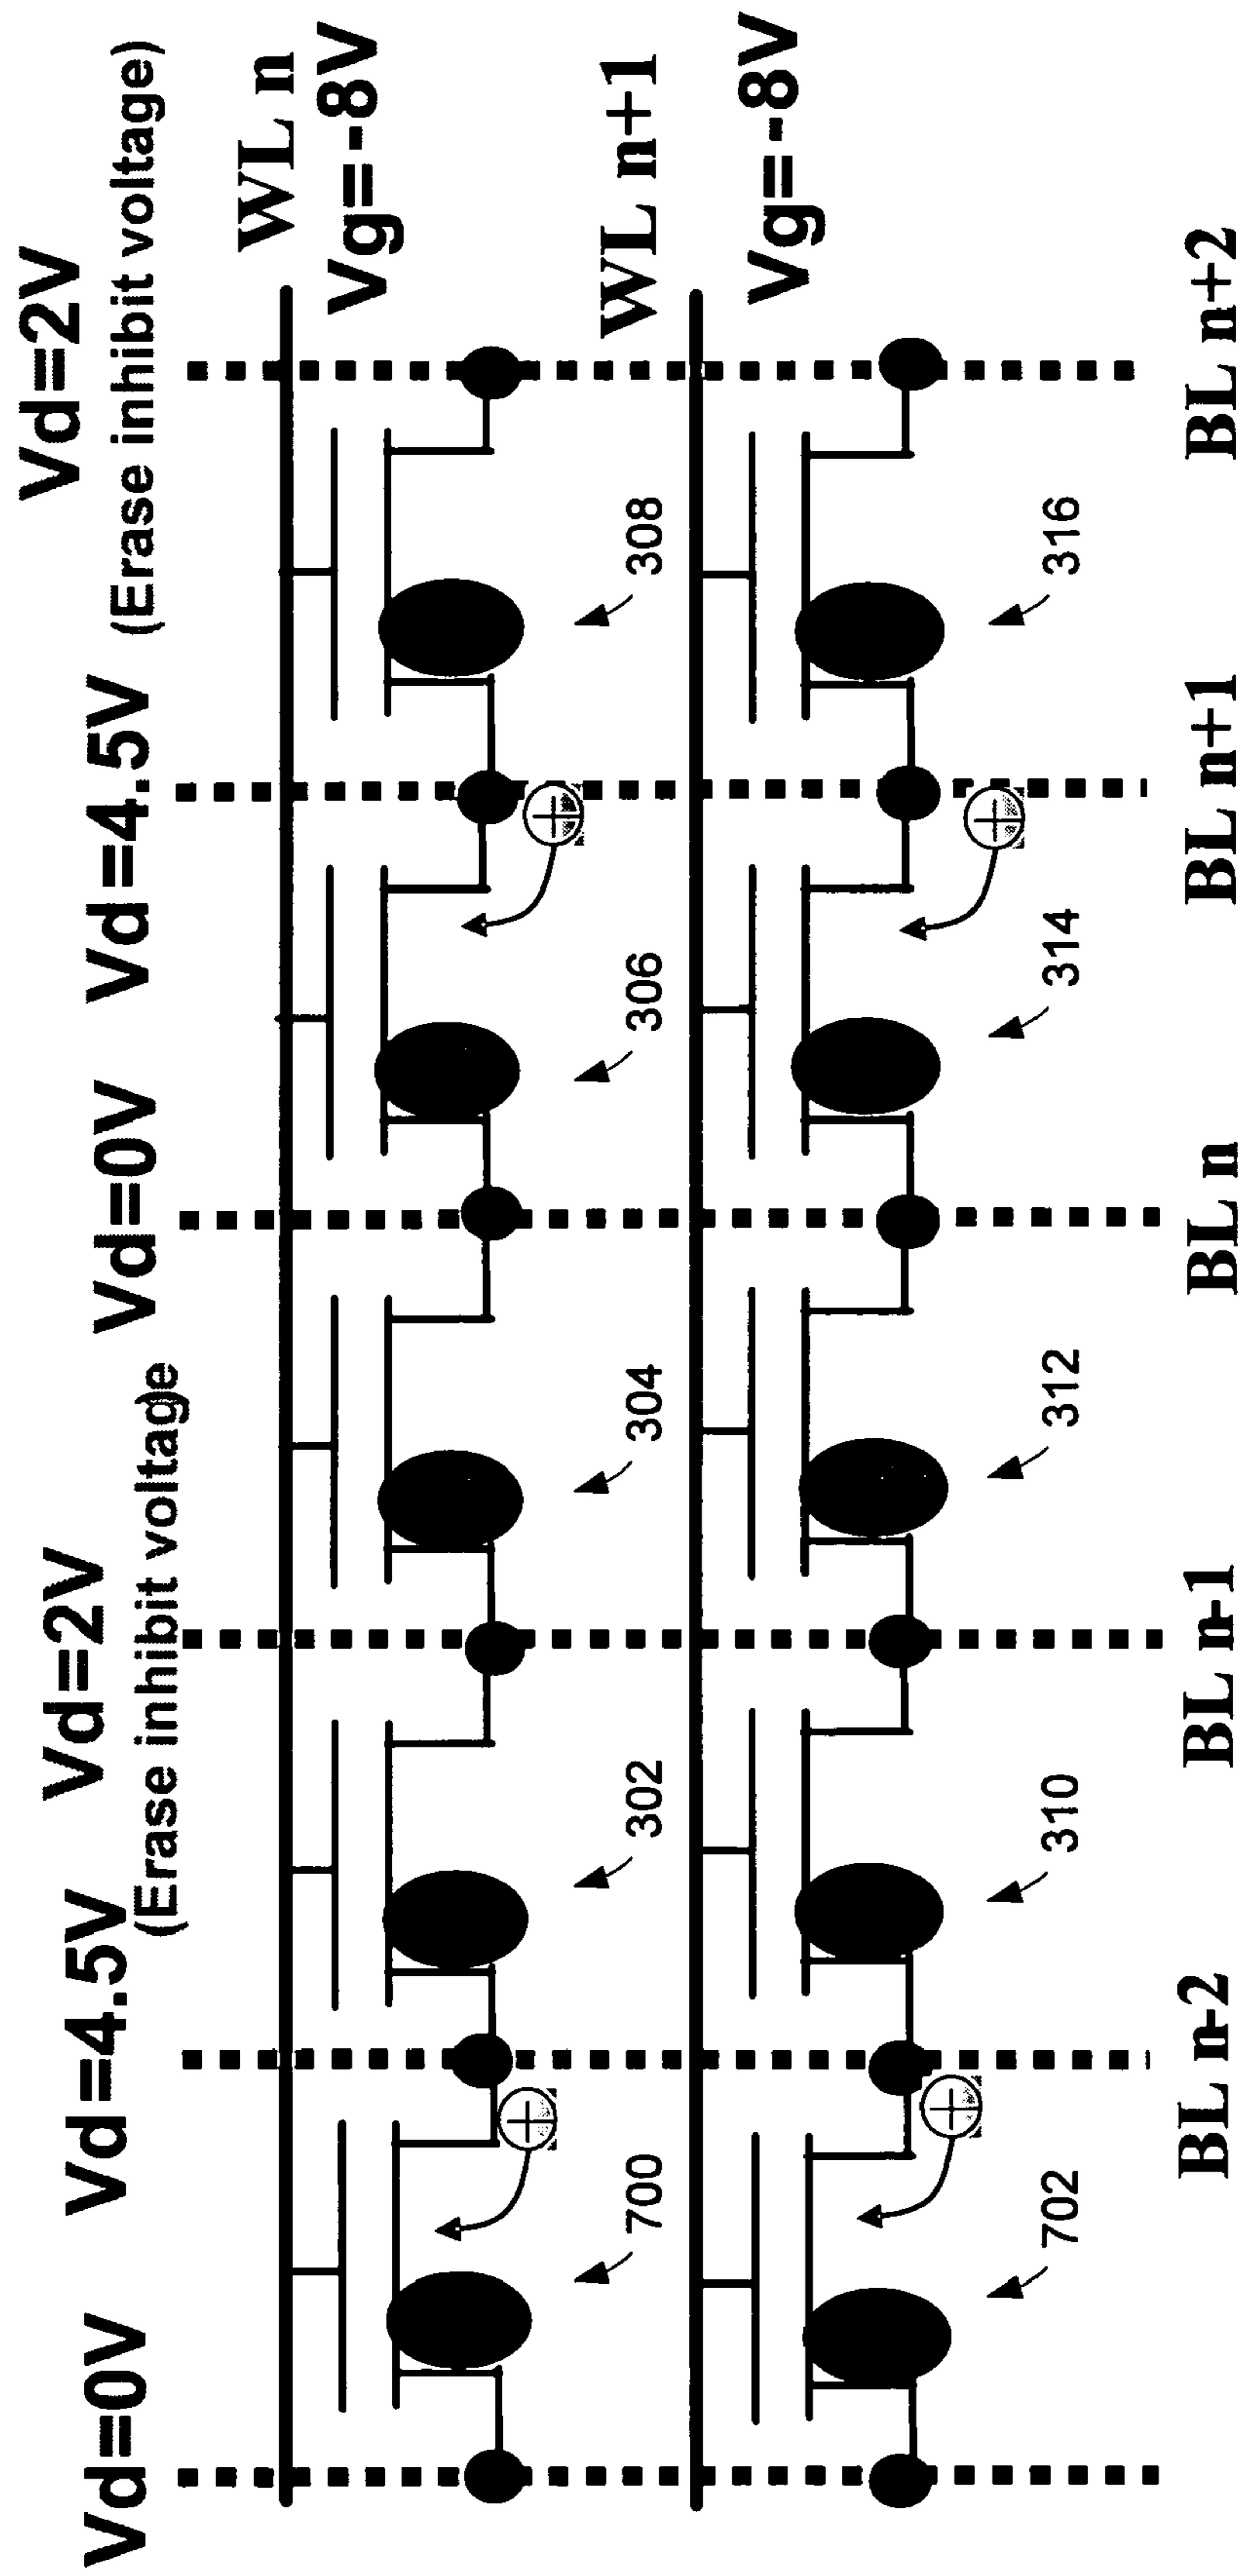 Vd=0V
Vd=4.5V
Vd=2V
(Erase inhibit voltage)
Vd=0V
Vd=4.5V
Vd=2V
(Erase inhibit voltage)
WL n
Vg=-8V
700
302
304
306
308
WL n+1
Vg=-8V
702
310
312
314
316
BL n-2
BL n-1
BL n
BL n+1
BL n+2